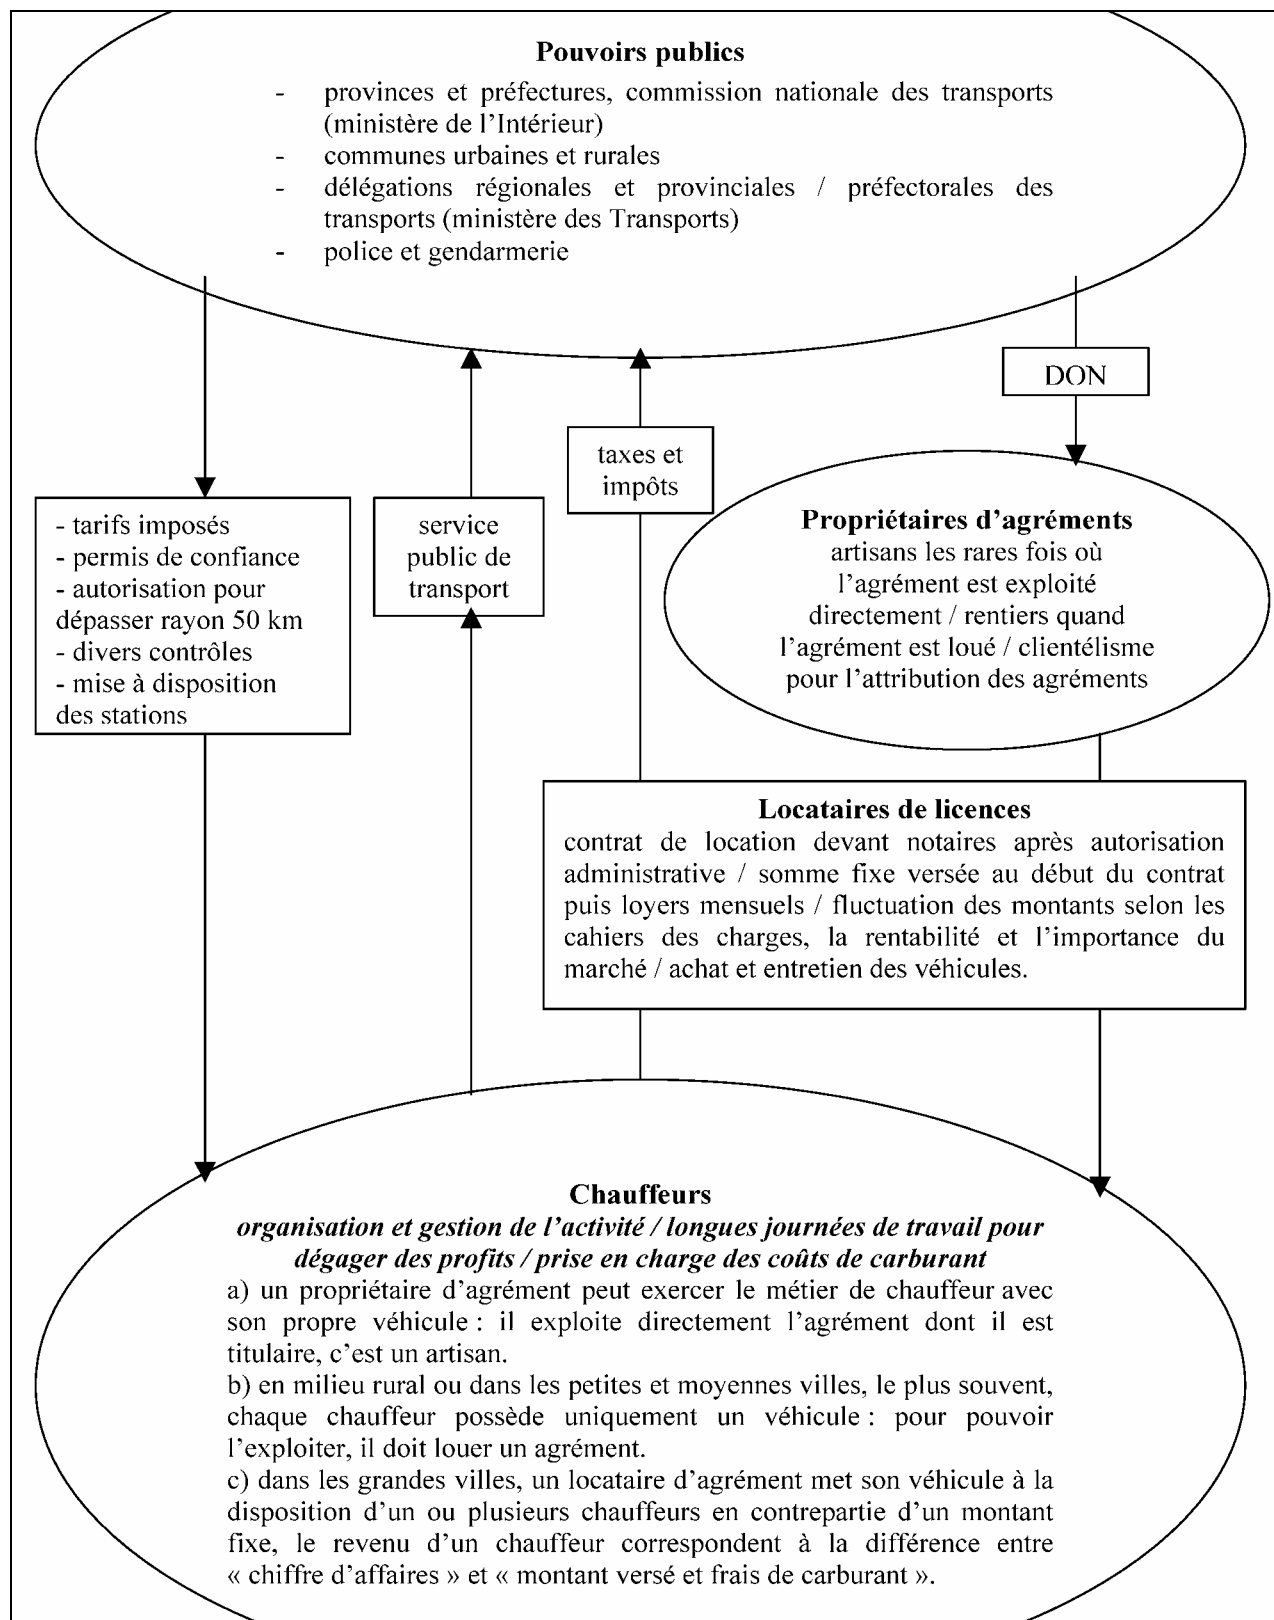 Pouvoirs publics
- provinces et préfectures, commission nationale des transports
(ministère de l’Intérieur)
- communes urbaines et rurales
- délégations régionales et provinciales / préfectorales des
transports (ministère des Transports)
- police et gendarmerie
DON
taxes et
impôts
- tarifs imposés
- permis de confiance
- autorisation pour
dépasser rayon 50 km
- divers contrôles
- mise à disposition
des stations
service
public de
transport
Propriétaires d’agréments
artisans les rares fois où
l’agrément est exploité
directement / rentiers quand
l’agrément est loué / clientélisme
pour l’attribution des agréments
Locataires de licences
contrat de location devant notaires après autorisation
administrative / somme fixe versée au début du contrat
puis loyers mensuels / fluctuation des montants selon les
cahiers des charges, la rentabilité et l’importance du
marché / achat et entretien des véhicules.
Chauffeurs
organisation et gestion de l’activité / longues journées de travail pour
dégager des profits / prise en charge des coûts de carburant
a) un propriétaire d’agrément peut exercer le métier de chauffeur avec
son propre véhicule : il exploite directement l’agrément dont il est
titulaire, c’est un artisan.
b) en milieu rural ou dans les petites et moyennes villes, le plus souvent,
chaque chauffeur possède uniquement un véhicule : pour pouvoir
l’exploiter, il doit louer un agrément.
c) dans les grandes villes, un locataire d’agrément met son véhicule à la
disposition d’un ou plusieurs chauffeurs en contrepartie d’un montant
fixe, le revenu d’un chauffeur correspondent à la différence entre
« chiffre d’affaires » et « montant versé et frais de carburant ».